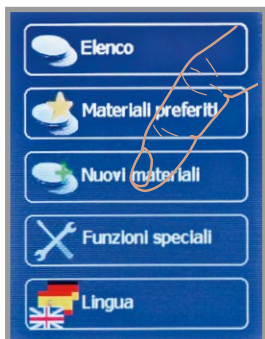 Elenco
Materiali preferiti
Nuovi materiali
Funzioni speciali
Lingua